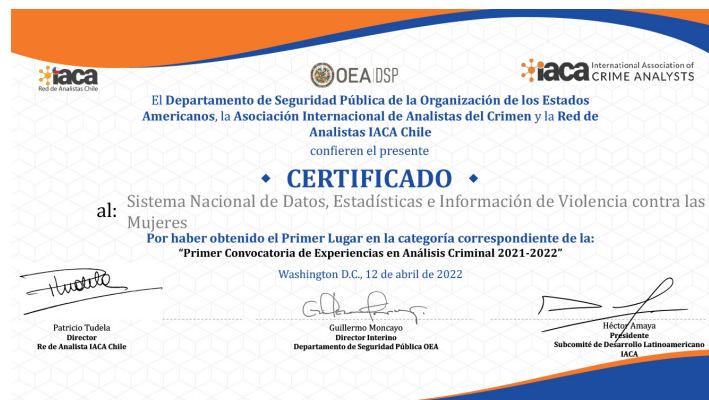 iaca
Red de Analistas Chile
OEA|DSP
iaca International Association of
CRIME ANALYSTS
El Departamento de Seguridad Pública de la Organización de los Estados
Americanos, la Asociación Internacional de Analistas del Crimen y la Red de
Analistas IACA Chile
confieren el presente
CERTIFICADO
al: Sistema Nacional de Datos, Estadísticas e Información de Violencia contra las
Mujeres
Por haber obtenido el Primer Lugar en la categoría correspondiente de la:
“Primer Convocatoria de Experiencias en Análisis Criminal 2021-2022”
Washington D.C., 12 de abril de 2022
Patricio Tudela
Director
Re de Analista IACA Chile
Guillermo Moncayo
Director Interino
Departamento de Seguridad Pública OEA
Héctor Amaya
Presidente
Subcomité de Desarrollo Latinoamericano
IACA